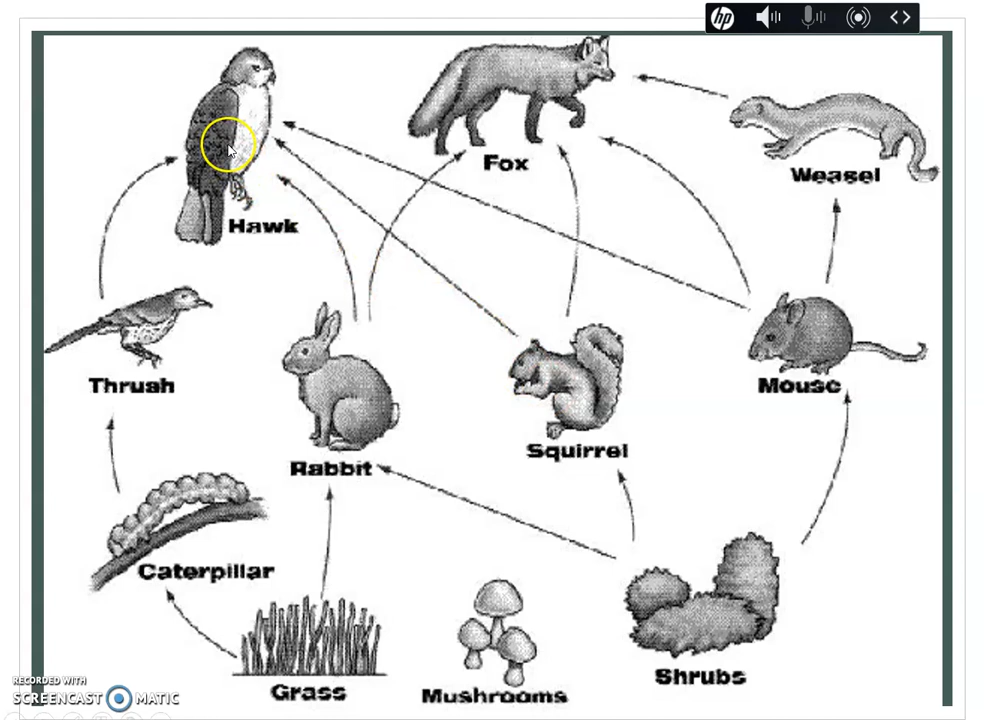 hp
Fox
Weasel
Hawk
Thrush
Mouse
Squirrel
Rabbit
Caterpillar
Shrubs
Grass
Mushrooms
RECORDED WITH
SCREENCAST MATIC